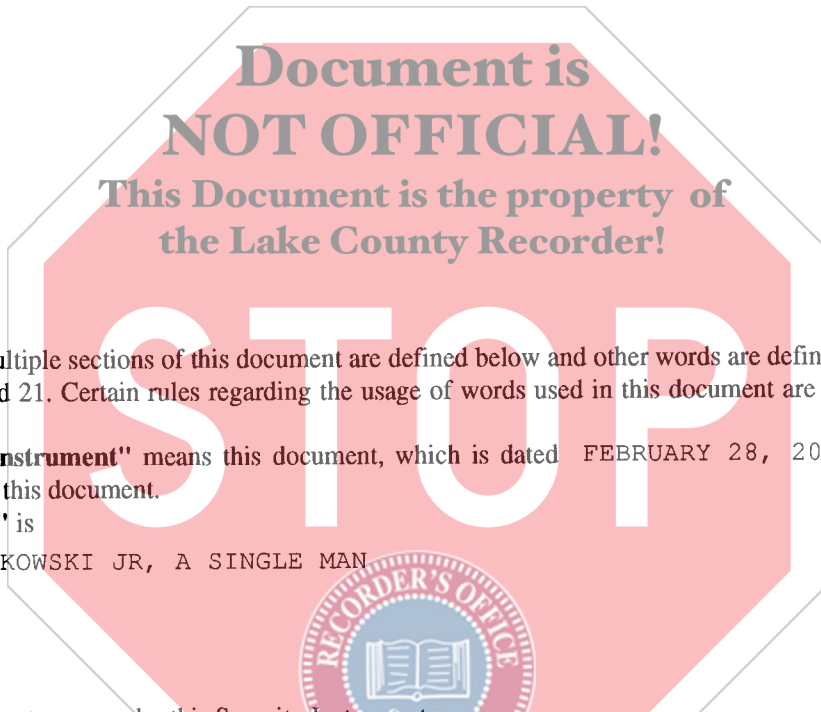 Document is
NOT OFFICIAL!
This Document is the property of
the Lake County Recorder!
STOP
ultiple sections of this document are defined below and other words are defin
d 21. Certain rules regarding the usage of words used in this document are
nstrument" means this document, which is dated FEBRUARY 28, 20
this document.
" is
KOWSKI JR, A SINGLE MAN
RECORDER'S OFFICE